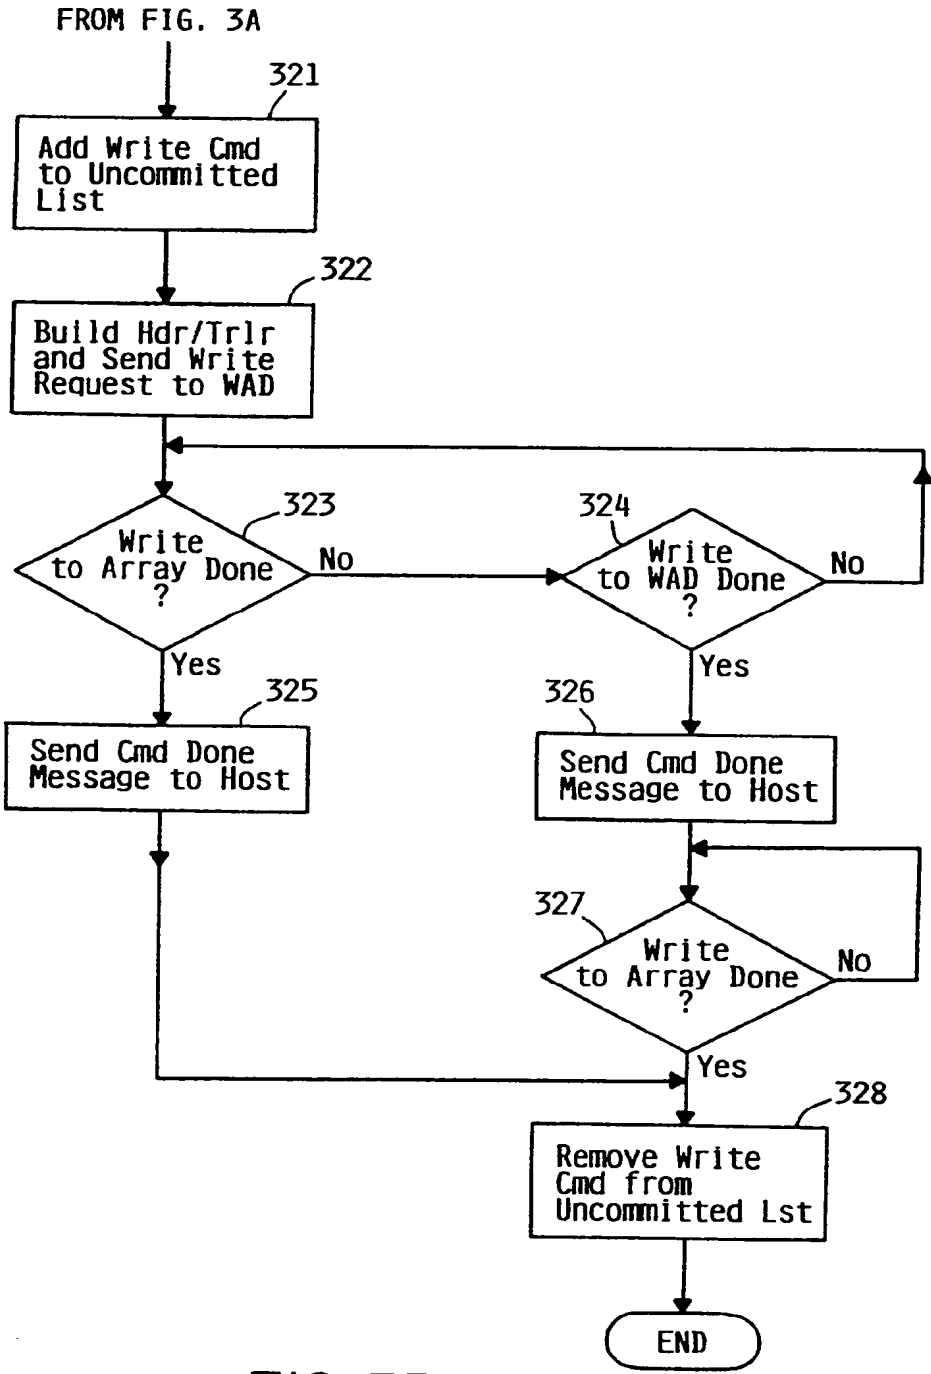 FROM FIG. 3A
321
Add Write Cmd
to Uncommitted
List
322
Build Hdr/Trlr
and Send Write
Request to WAD
323
Write
to Array Done
?
No
Yes
324
Write
to WAD Done
?
No
Yes
325
Send Cmd Done
Message to Host
326
Send Cmd Done
Message to Host
327
Write
to Array Done
?
No
Yes
328
Remove Write
Cmd from
Uncommitted Lst
END